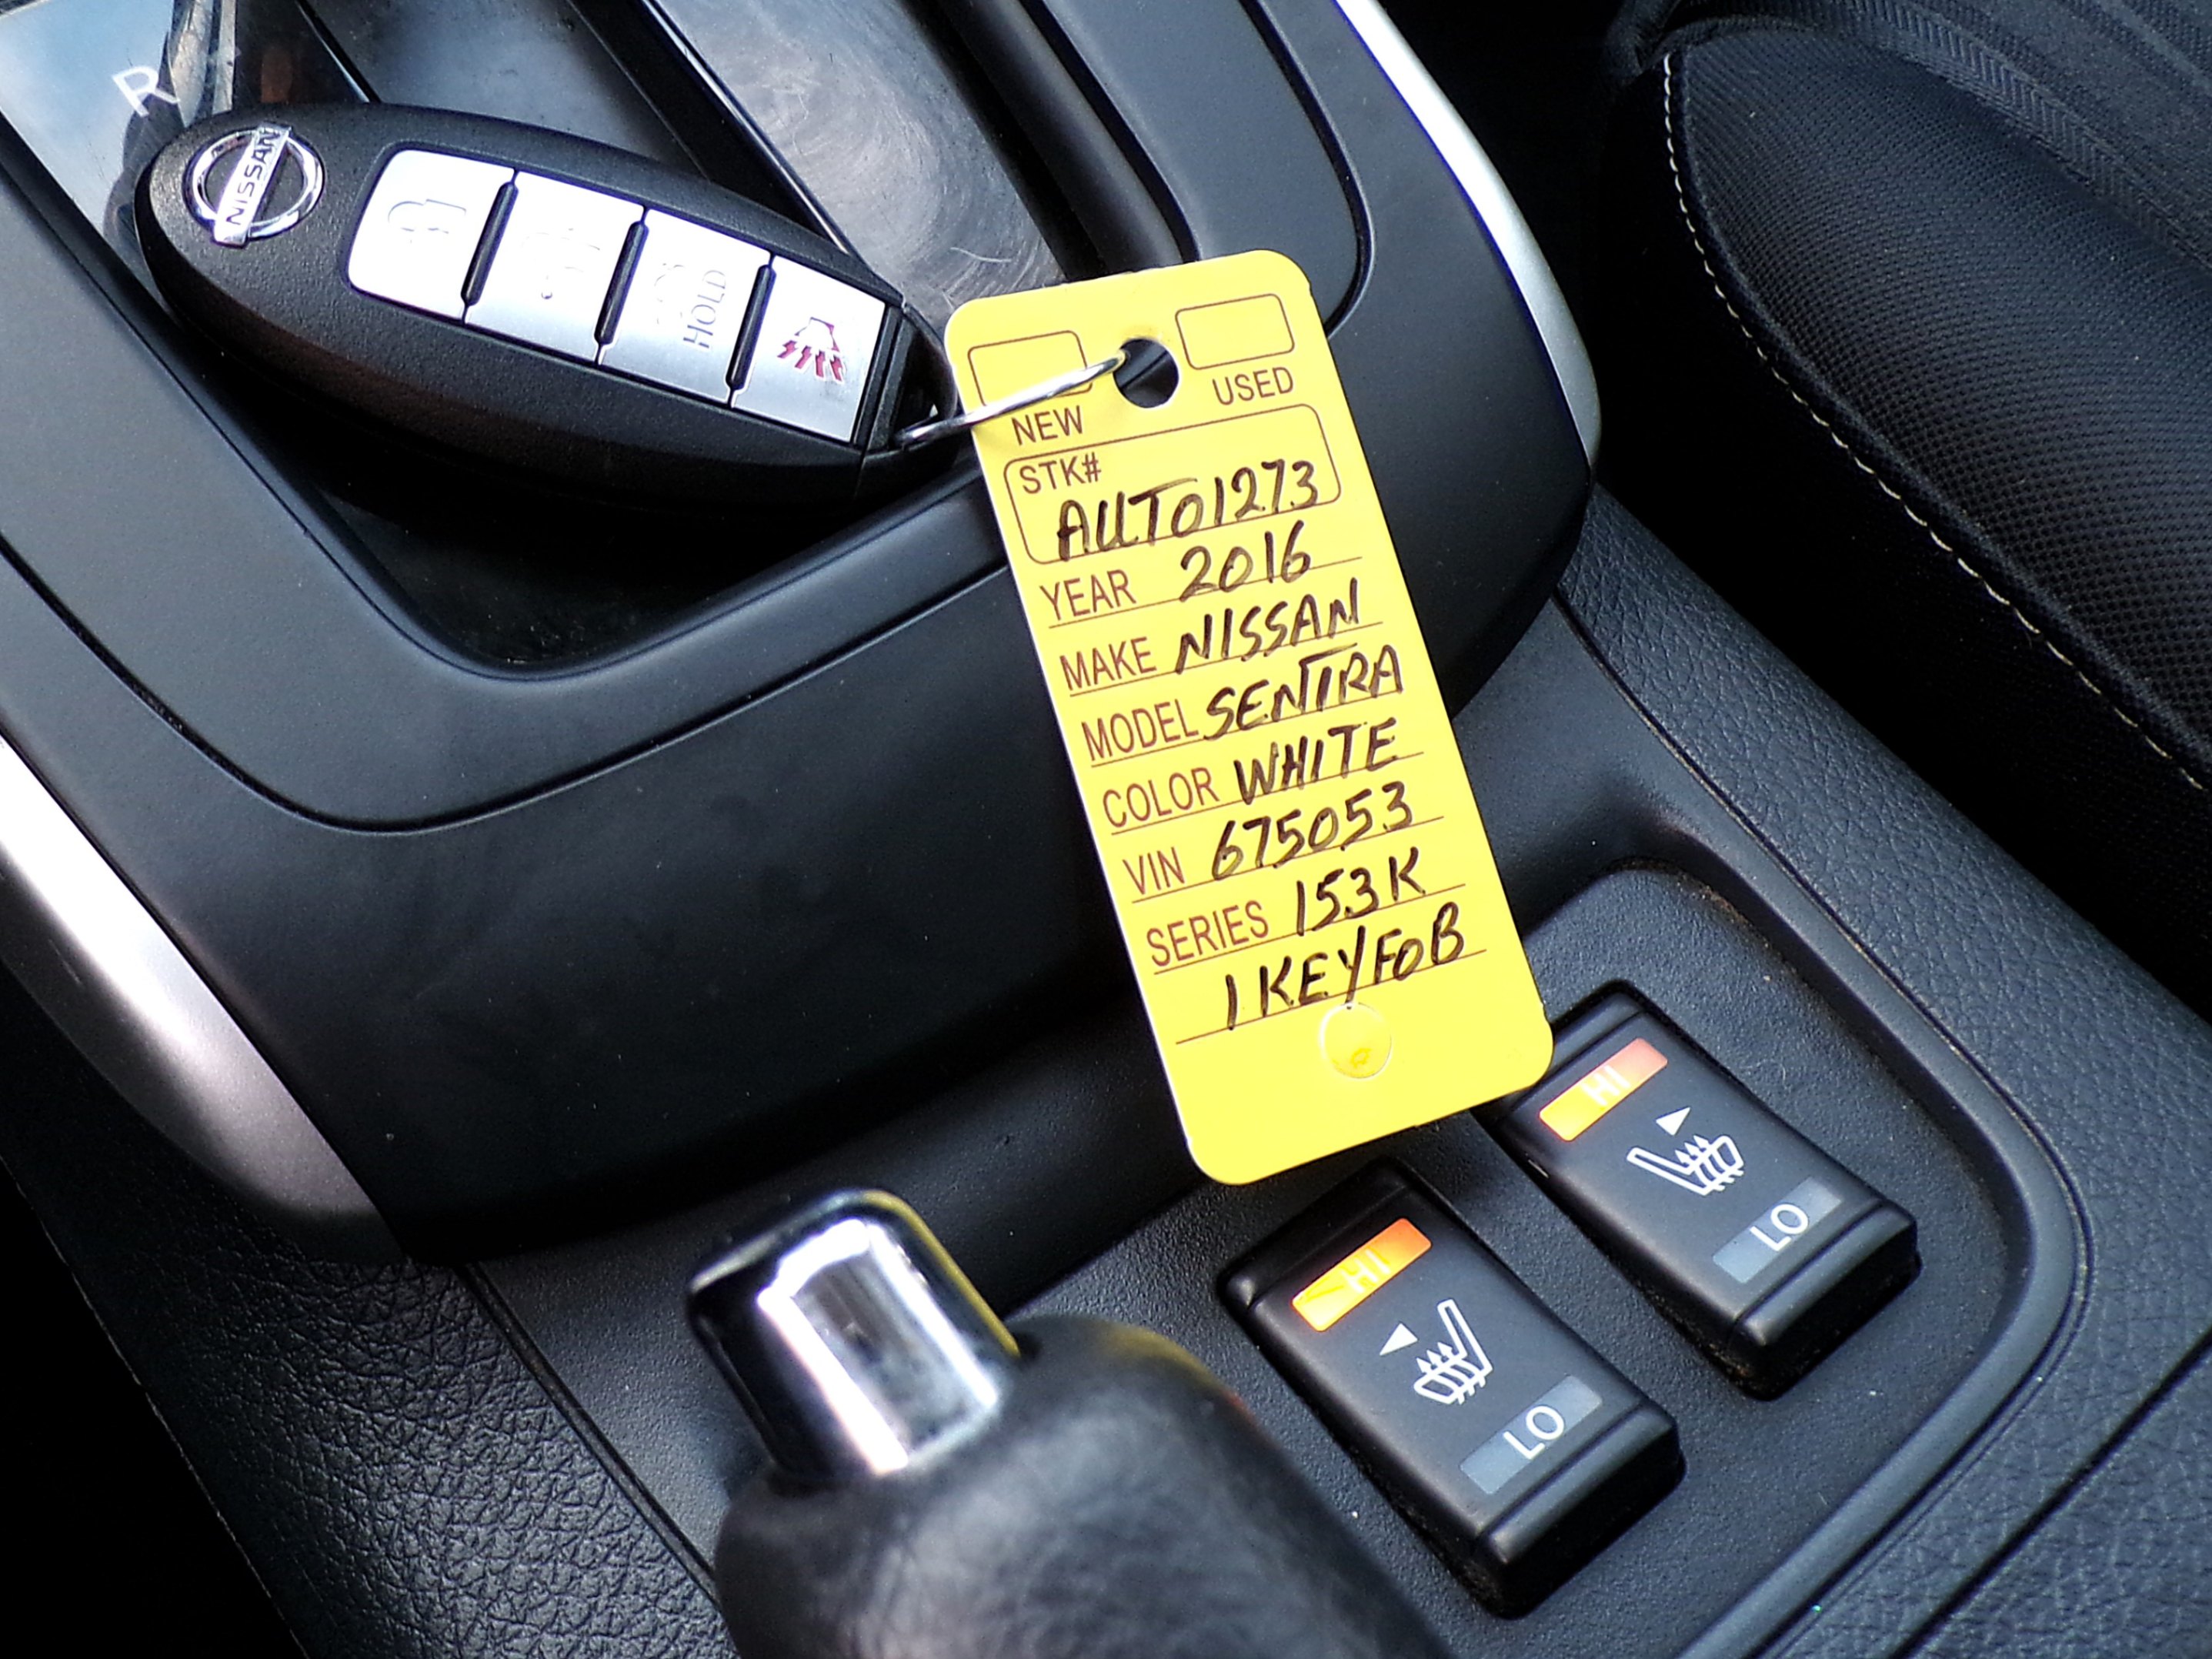 R
NISSAN
HOLD
NEW USED
STK#
AUTO1273
YEAR 2016
MAKE NISSAN
MODEL SENTRA
COLOR WHITE
VIN 675053
SERIES 153K
1 KEYFOB
HI
LO
HI
LO